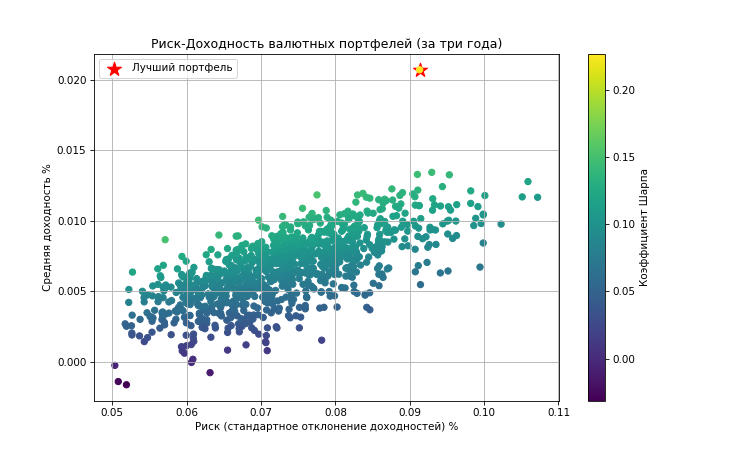 Риск-Доходность валютных портфелей (за три года)
Лучший портфель
Средняя доходность %
0.020
0.015
0.010
0.005
0.000
0.05 0.06 0.07 0.08 0.09 0.10 0.11
Риск (стандартное отклонение доходностей) %
0.20
0.15
0.10
0.05
0.00
Коэффициент Шарпа